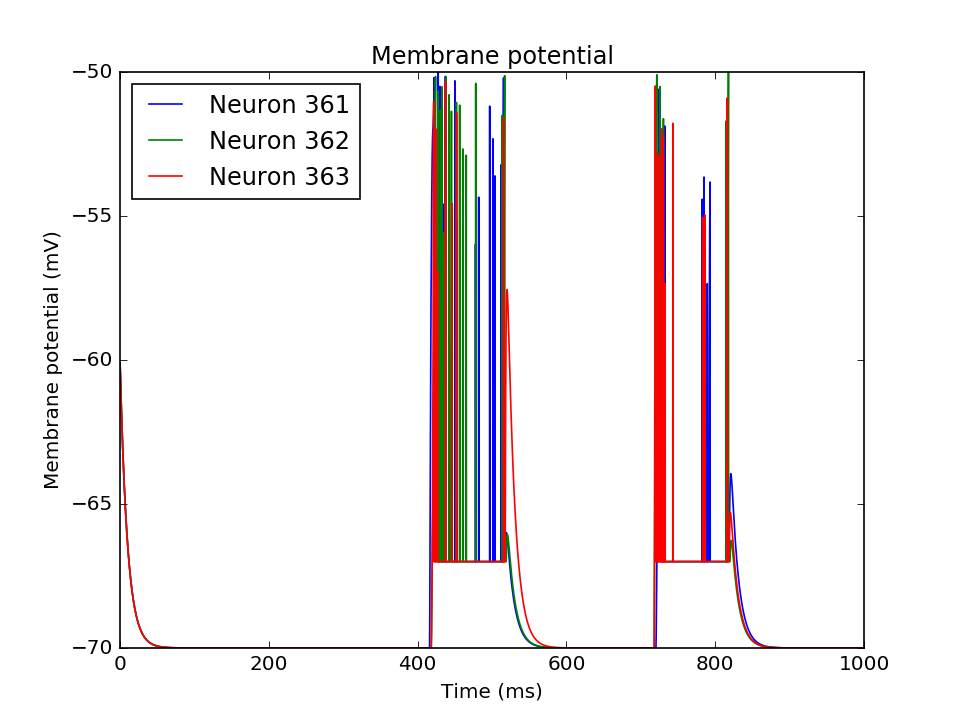 Membrane potential
Neuron 361
Neuron 362
Neuron 363
Membrane potential (mV)
−50
−55
−60
−65
−70
0 200 400 600 800 1000
Time (ms)